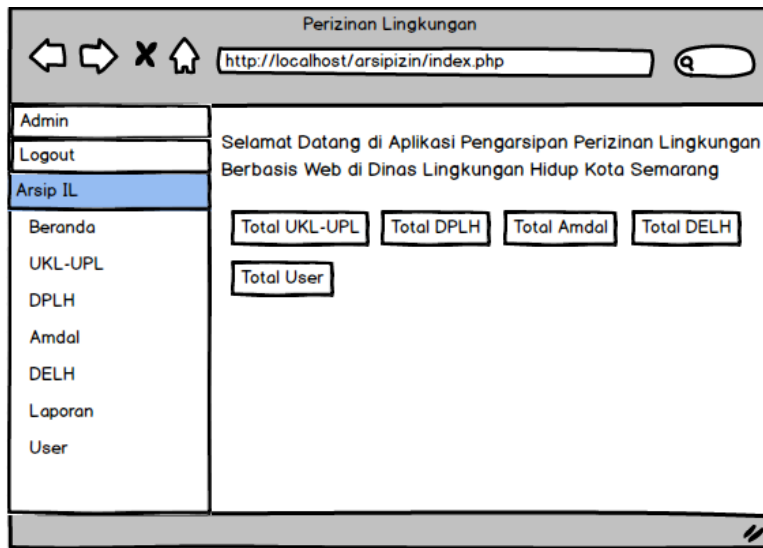 Perizinan Lingkungan
http://localhost/arsipizin/index.php
Admin
Logout
Arsip IL
Beranda
UKL-UPL
DPLH
Amdal
DELH
Laporan
User
Selamat Datang di Aplikasi Pengarsipan Perizinan Lingkungan
Berbasis Web di Dinas Lingkungan Hidup Kota Semarang
Total UKL-UPL Total DPLH Total Amdal Total DELH
Total User